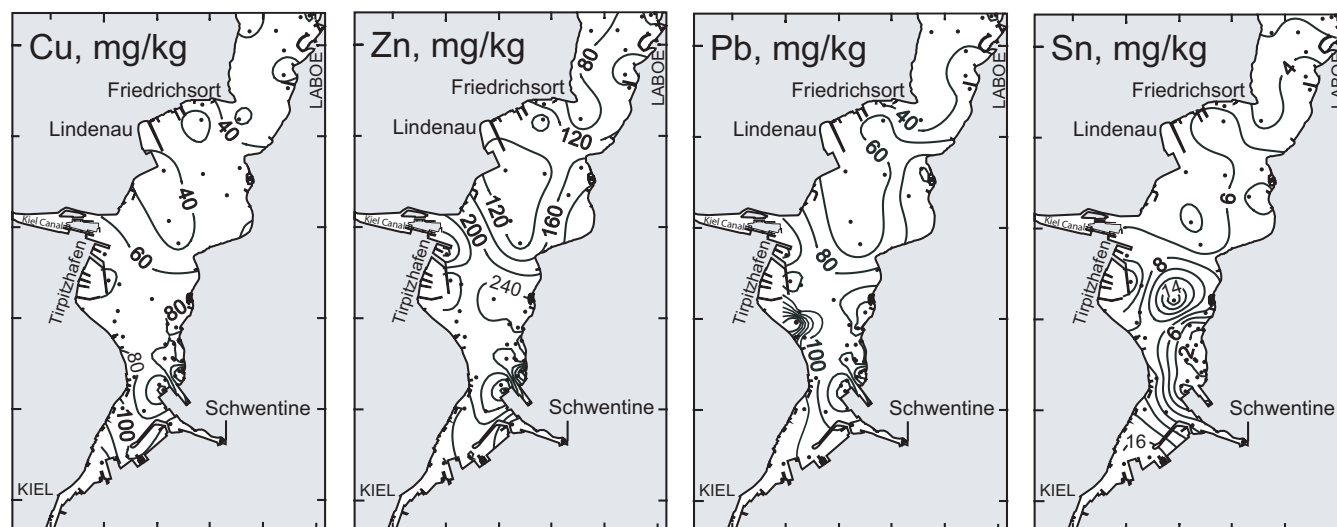 Cu, mg/kg
LABOE
Friedrichsort
40
Lindenau
40
Kiel Canal
60
Tirpitzhafen
80
80
100
Schwentine
KIEL
Zn, mg/kg
80
LABOE
Friedrichsort
Lindenau
120
120
160
Kiel Canal
200
240
Tirpitzhafen
Schwentine
KIEL
Pb, mg/kg
LABOE
Friedrichsort
40
Lindenau
60
Kiel Canal
80
Tirpitzhafen
100
Schwentine
KIEL
Sn, mg/kg
4
LABOE
Friedrichsort
Lindenau
6
Kiel Canal
8
14
Tirpitzhafen
6
2
Schwentine
16
KIEL